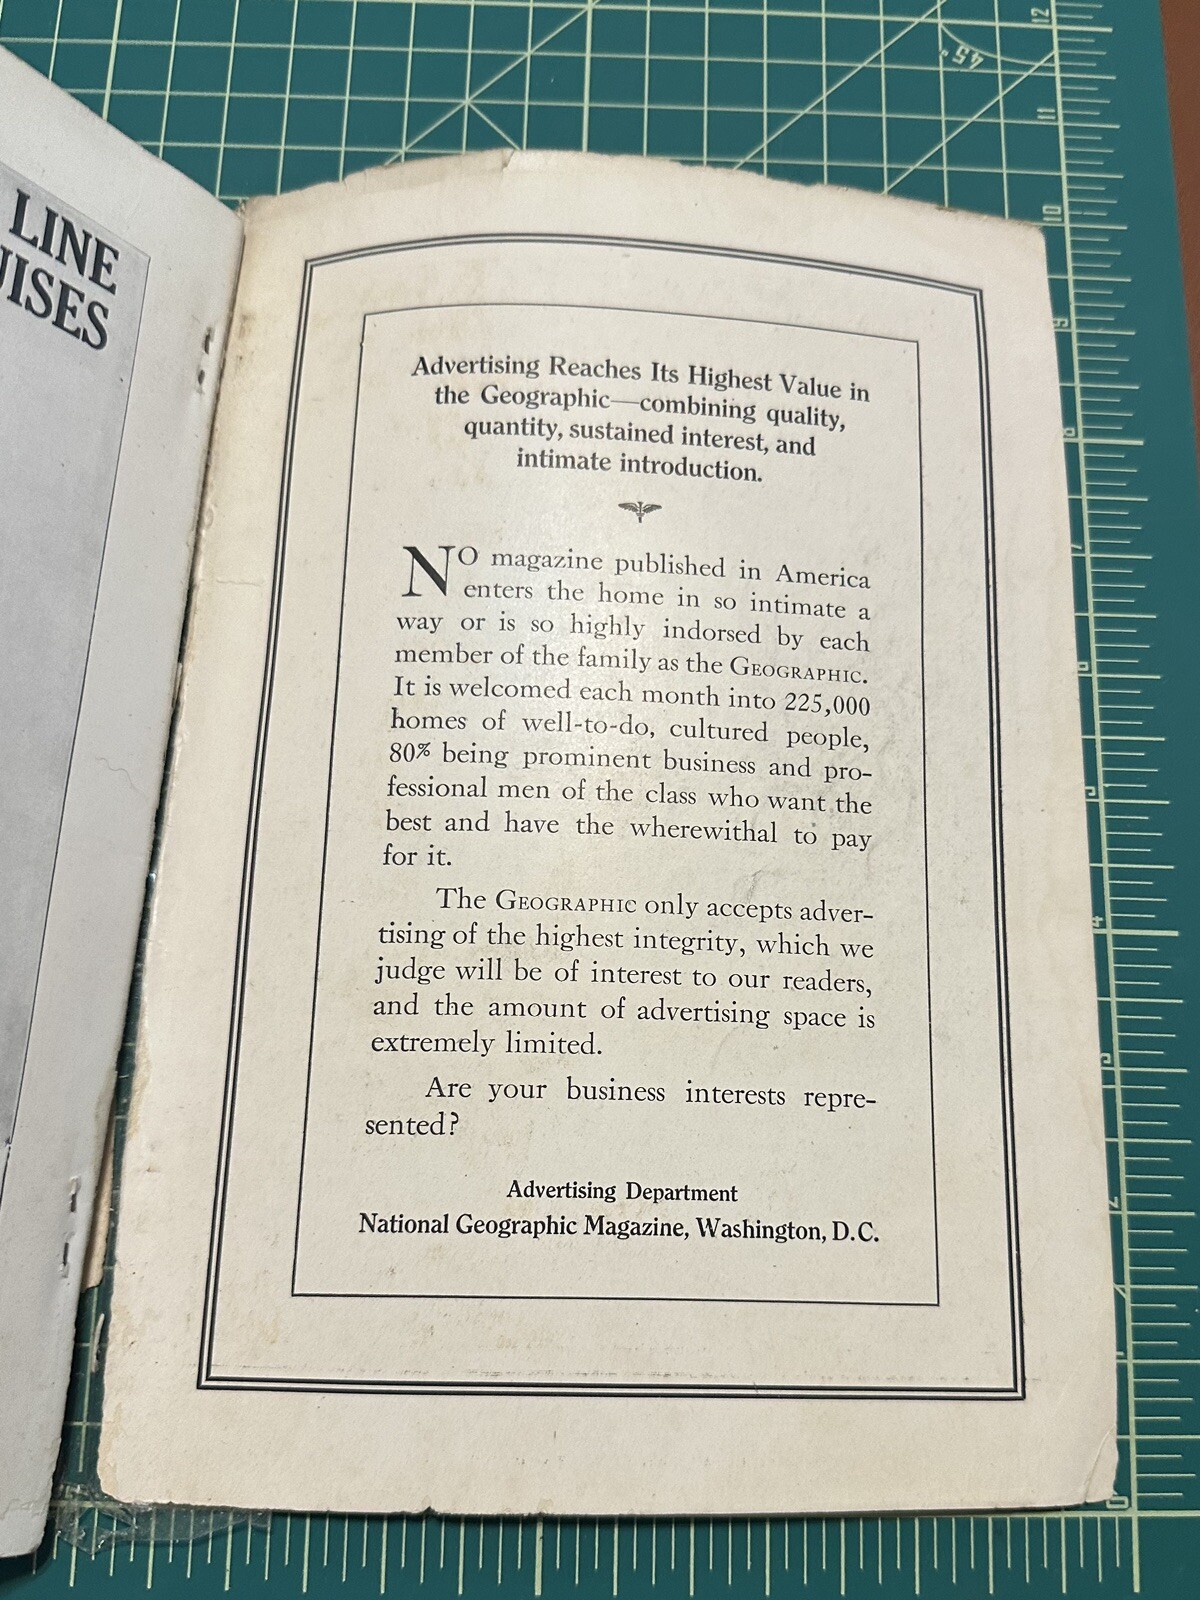 LINE
Advertising Reaches Its Highest Value in
the Geographic—combining quality,
quantity, sustained interest, and
intimate introduction.
NO magazine published in America
enters the home in so intimate a
way or is so highly indorsed by each
member of the family as the GEOGRAPHIC.
It is welcomed each month into 225,000
homes of well-to-do, cultured people,
80% being prominent business and pro-
fessional men of the class who want the
best and have the wherewithal to pay
for it.
The GEOGRAPHIC only accepts adver-
tising of the highest integrity, which we
judge will be of interest to our readers,
and the amount of advertising space is
extremely limited.
Are your business interests repre-
sented?
Advertising Department
National Geographic Magazine, Washington, D.C.
12
45°
11
10
9
8
7
6
5
4
3
2
1
0